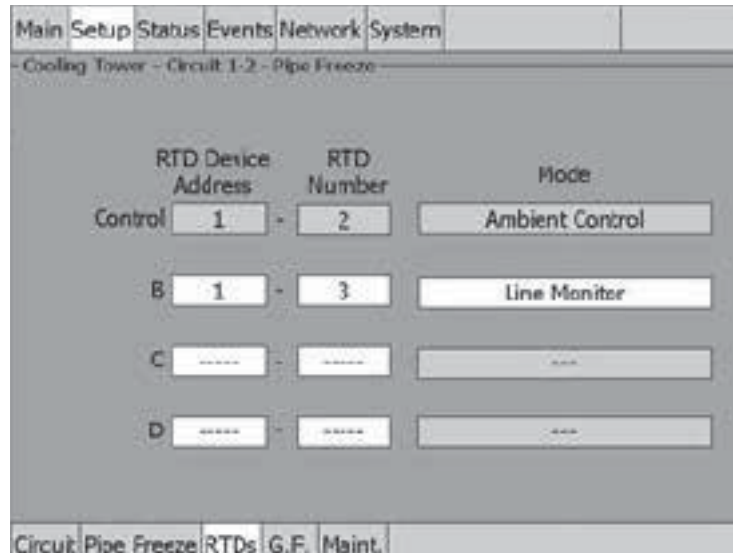 Main Setup Status Events Network System
Cooling Tower - Circuit 1-2 - Pipe Freeze
RTD Device Address RTD Number Mode
Control 1 - 2 Ambient Control
B 1 - 3 Line Monitor
C ----- - ----- ---
D ----- - ----- ---
Circuit Pipe Freeze RTDs G.F. Maint.